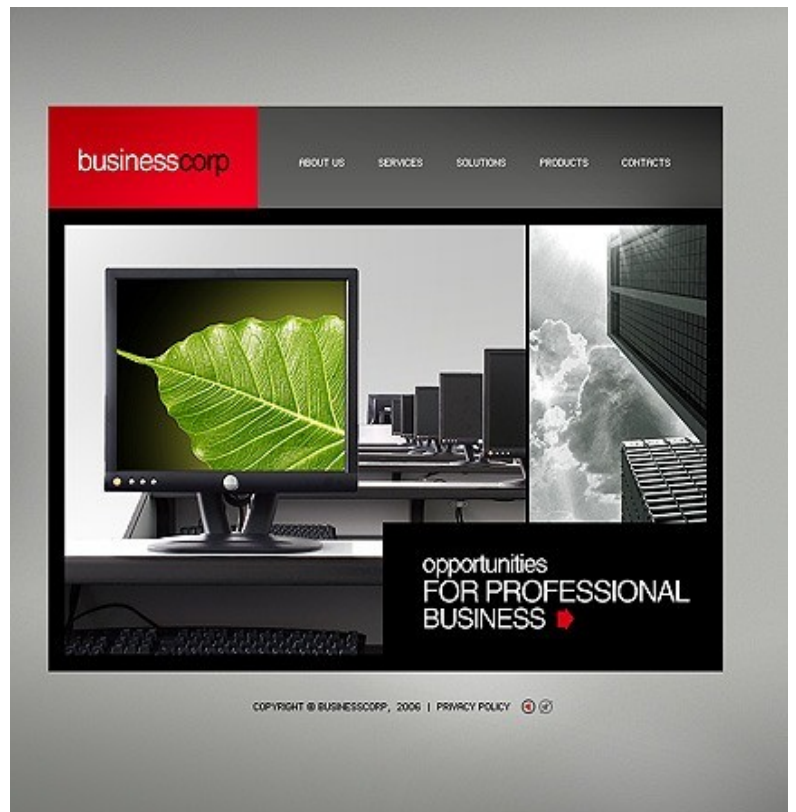 businesscorp
ABOUT US SERVICES SOLUTIONS PRODUCTS CONTACTS
opportunities
FOR PROFESSIONAL
BUSINESS
COPYRIGHT © BUSINESSCORP, 2006 | PRIVACY POLICY